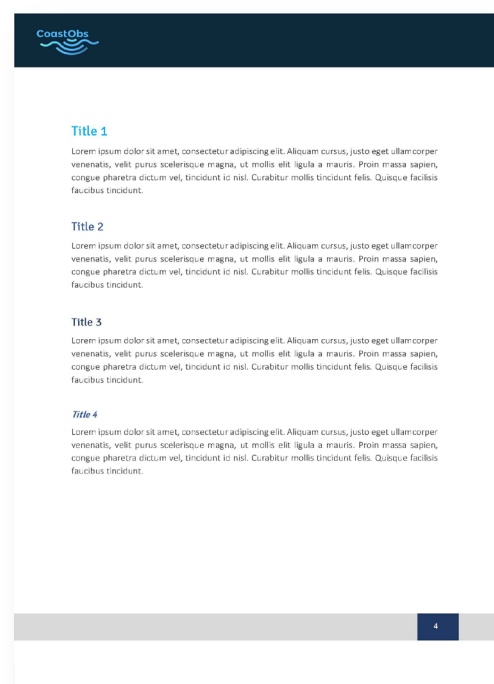 CoastObs
Title 1
Lorem ipsum dolor sit amet, consectetur adipiscing elit. Aliquam cursus, justo eget ullamcorper
venenatis, velit purus scelerisque magna, ut mollis elit ligula a mauris. Proin massa sapien,
congue pharetra dictum vel, tincidunt id nisl. Curabitur mollis tincidunt felis. Quisque facilisis
faucibus tincidunt.
Title 2
Lorem ipsum dolor sit amet, consectetur adipiscing elit. Aliquam cursus, justo eget ullamcorper
venenatis, velit purus scelerisque magna, ut mollis elit ligula a mauris. Proin massa sapien,
congue pharetra dictum vel, tincidunt id nisl. Curabitur mollis tincidunt felis. Quisque facilisis
faucibus tincidunt.
Title 3
Lorem ipsum dolor sit amet, consectetur adipiscing elit. Aliquam cursus, justo eget ullamcorper
venenatis, velit purus scelerisque magna, ut mollis elit ligula a mauris. Proin massa sapien,
congue pharetra dictum vel, tincidunt id nisl. Curabitur mollis tincidunt felis. Quisque facilisis
faucibus tincidunt.
Title 4
Lorem ipsum dolor sit amet, consectetur adipiscing elit. Aliquam cursus, justo eget ullamcorper
venenatis, velit purus scelerisque magna, ut mollis elit ligula a mauris. Proin massa sapien,
congue pharetra dictum vel, tincidunt id nisl. Curabitur mollis tincidunt felis. Quisque facilisis
faucibus tincidunt.
4